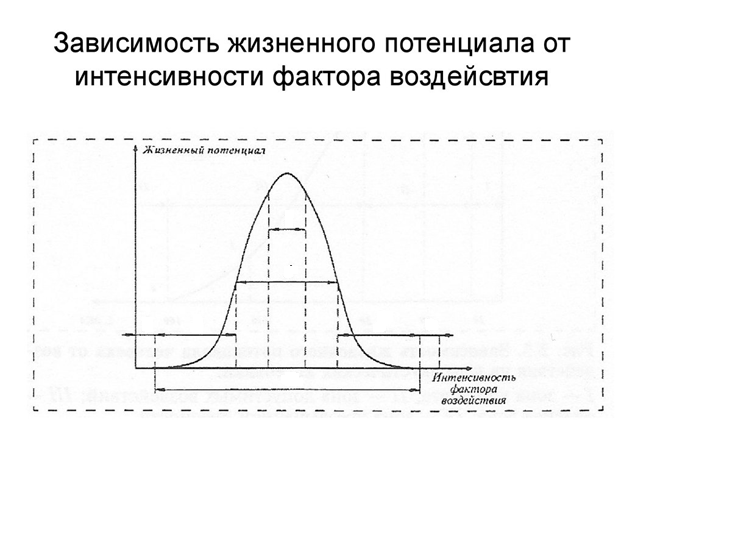 Зависимость жизненного потенциала от
интенсивности фактора воздейсвтия
Жизненный потенциал
Интенсивность
фактора
воздействия